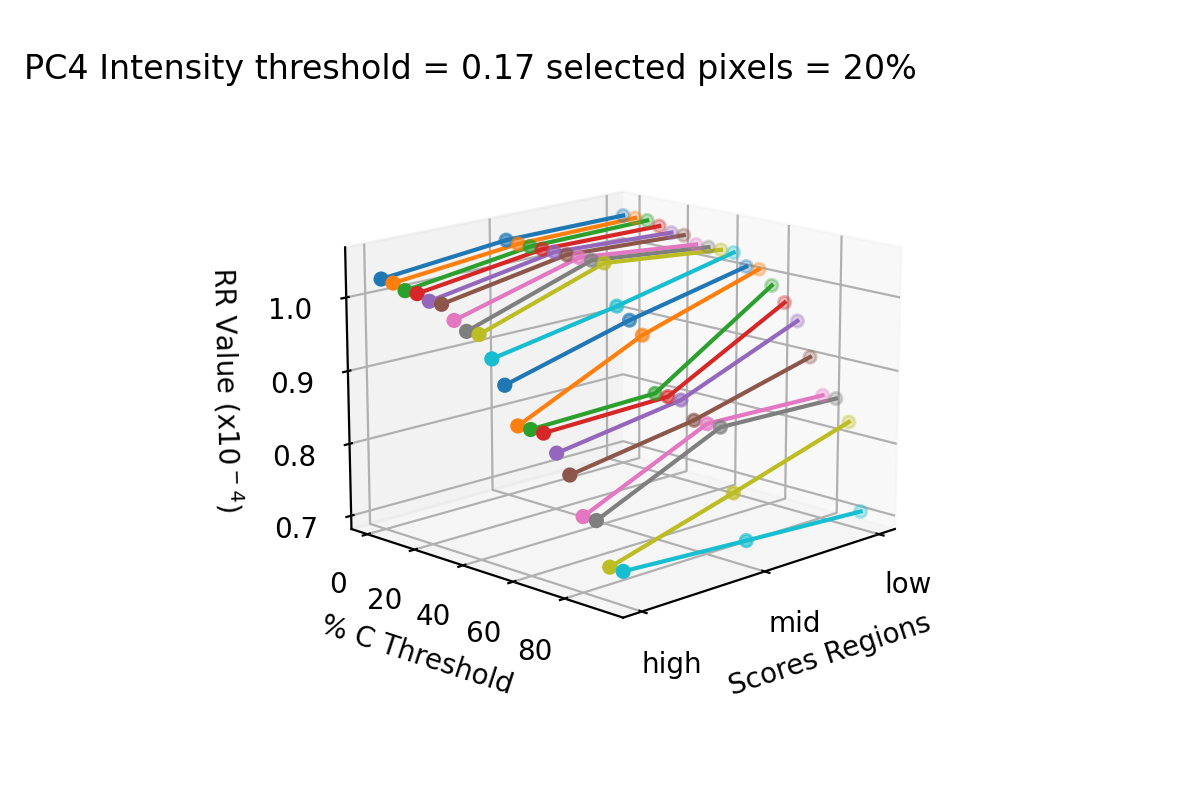 PC4 Intensity threshold = 0.17 selected pixels = 20%
RR Value (x10⁻⁴)
1.0
0.9
0.8
0.7
0
20
40
60
80
% C Threshold
high
mid
low
Scores Regions